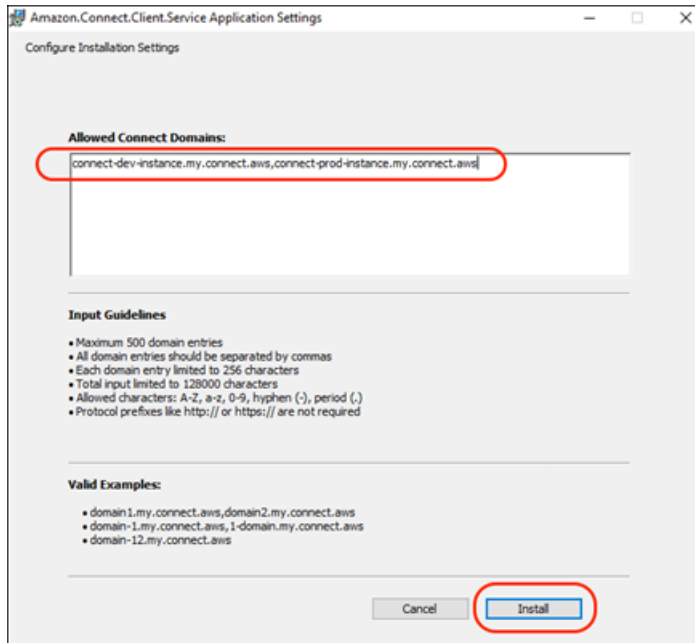 Amazon.Connect.Client.Service Application Settings
Configure Installation Settings
Allowed Connect Domains:
connect-dev-instance.my.connect.aws,connect-prod-instance.my.connect.aws
Input Guidelines
• Maximum 500 domain entries
• All domain entries should be separated by commas
• Each domain entry limited to 256 characters
• Total input limited to 128000 characters
• Allowed characters: A-Z, a-z, 0-9, hyphen (-), period (.)
• Protocol prefixes like http:// or https:// are not required
Valid Examples:
• domain1.my.connect.aws,domain2.my.connect.aws
• domain-1.my.connect.aws,1-domain.my.connect.aws
• domain-12.my.connect.aws
Cancel Install